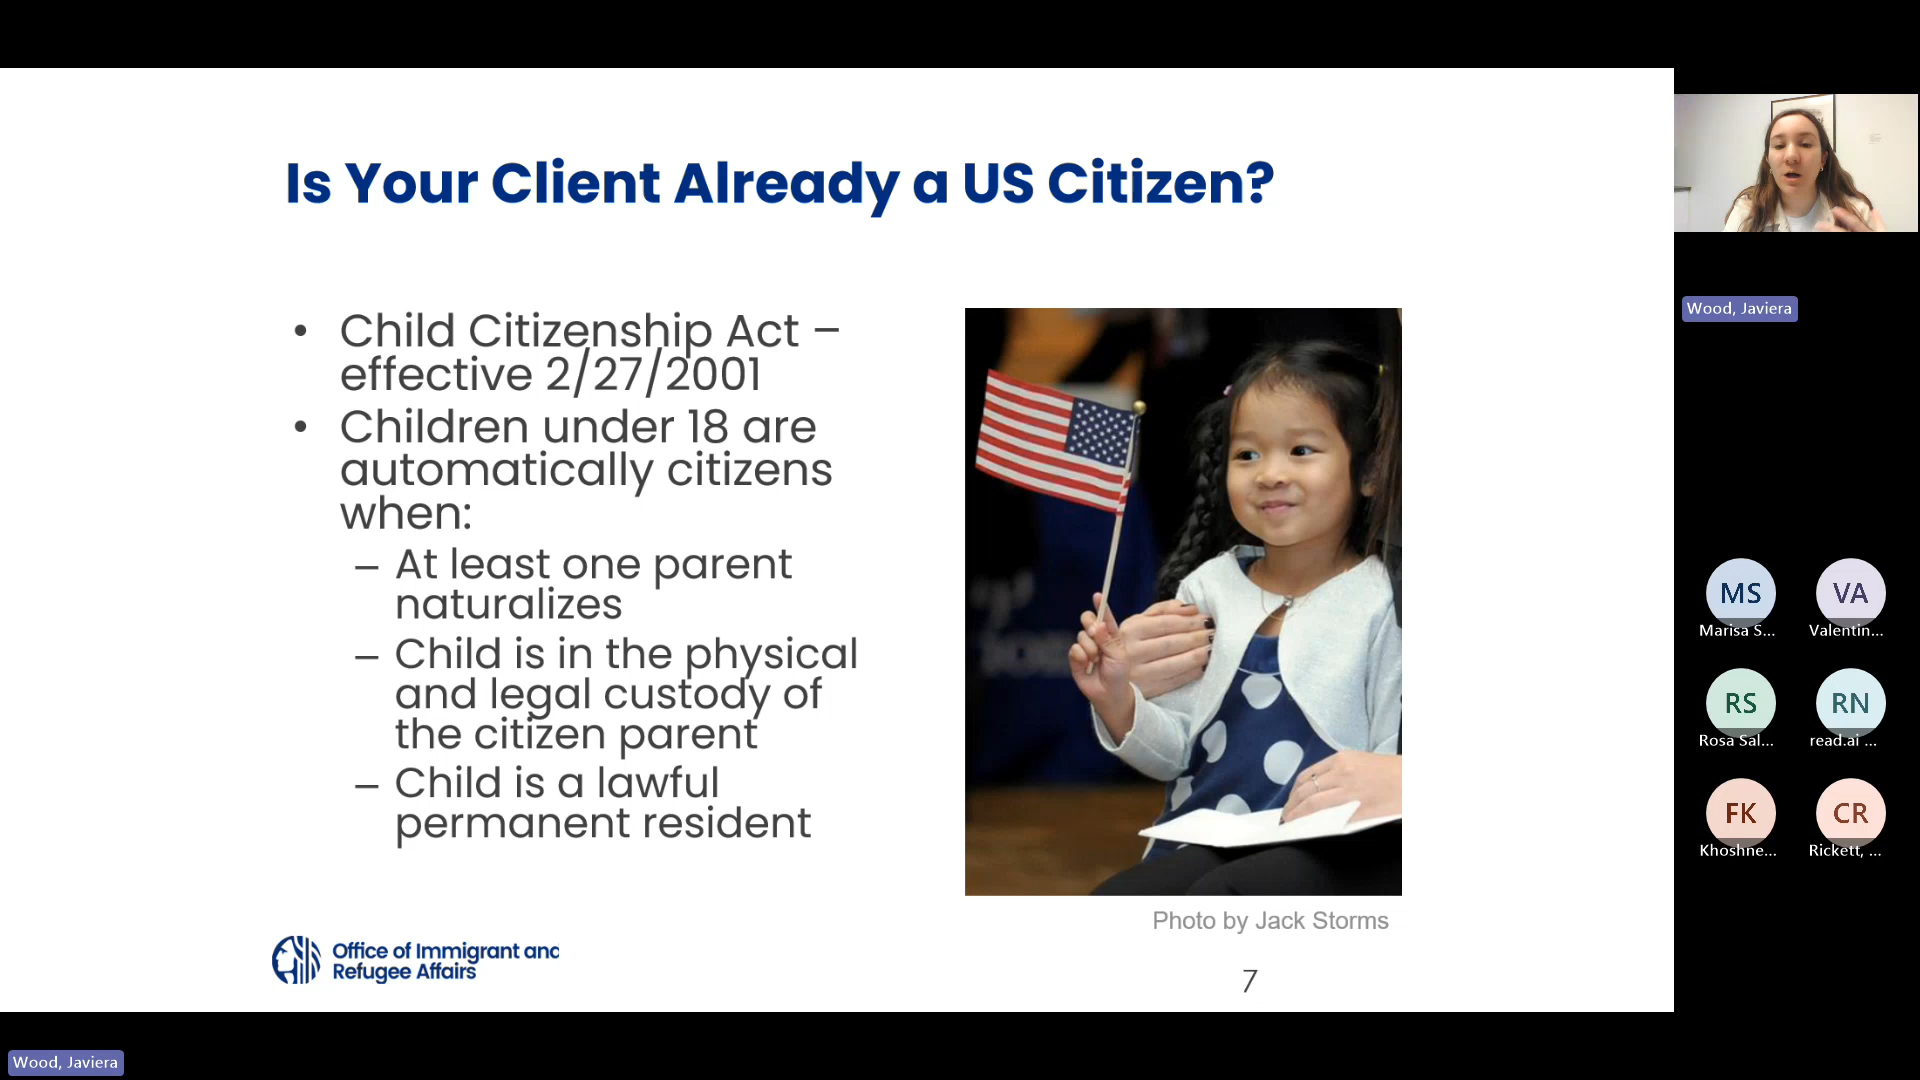 Is Your Client Already a US Citizen?
• Child Citizenship Act –
effective 2/27/2001
• Children under 18 are
automatically citizens
when:
– At least one parent
naturalizes
– Child is in the physical
and legal custody of
the citizen parent
– Child is a lawful
permanent resident
Photo by Jack Storms
Office of Immigrant and
Refugee Affairs
7
Wood, Javiera
MS
VA
Marisa S...
Valentin...
RS
RN
Rosa Sal...
read.ai ...
FK
CR
Khoshne...
Rickett, ...
Wood, Javiera